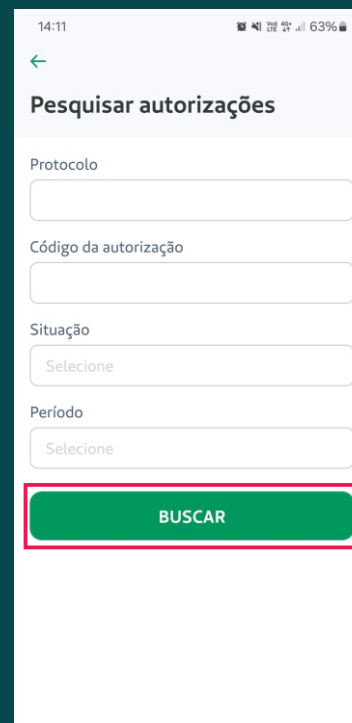 14:11 63%
Pesquisar autorizações
Protocolo
Código da autorização
Situação
Selecione
Período
Selecione
BUSCAR